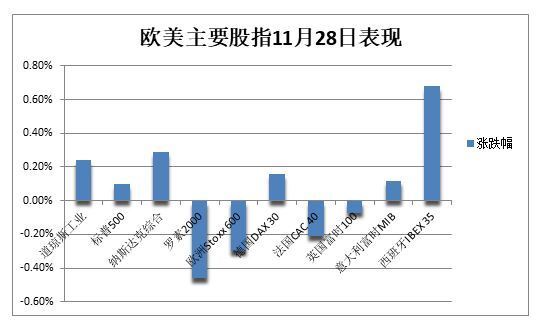 欧美主要股指11月28日表现
0.80%
0.60%
0.40%
0.20%
0.00%
-0.20%
-0.40%
-0.60%
道琼斯工业
标普500
纳斯达克综合
罗素2000
欧洲Stoxx600
德国DAX 30
法国CAC 40
英国富时100
意大利富时MIB
西班牙IBEX 35
涨跌幅